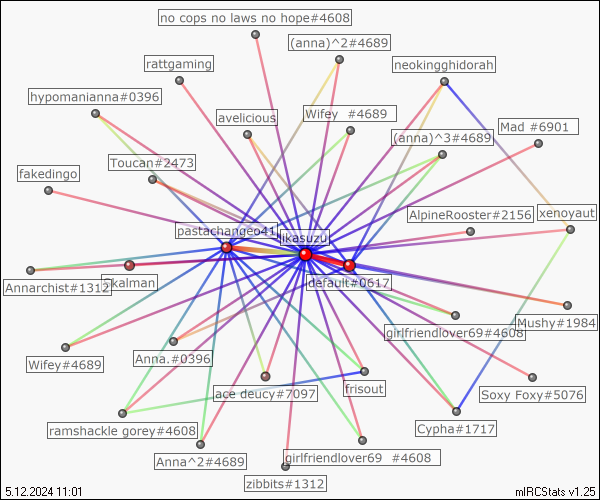 no cops no laws no hope#4608
(anna)^2#4689
rattgaming
neokingghidorah
hypomanianna#0396
avelicious
Wifey #4689
Mad #6901
(anna)^3#4689
Toucan#2473
fakedingo
AlpineRooster#2156
xenoyaut
pastachangeo41
jikasuzu
default#0617
Annarchist#1312
kalman
Mushy#1984
girlfriendlover69#4608
Wifey#4689
Anna.#0396
ace deucy#7097
frisout
Soxy Foxy#5076
ramshackle gorey#4608
Cypha#1717
Anna^2#4689
girlfriendlover69 #4608
zibbits#1312
5.12.2024 11:01
mIRCStats v1.25